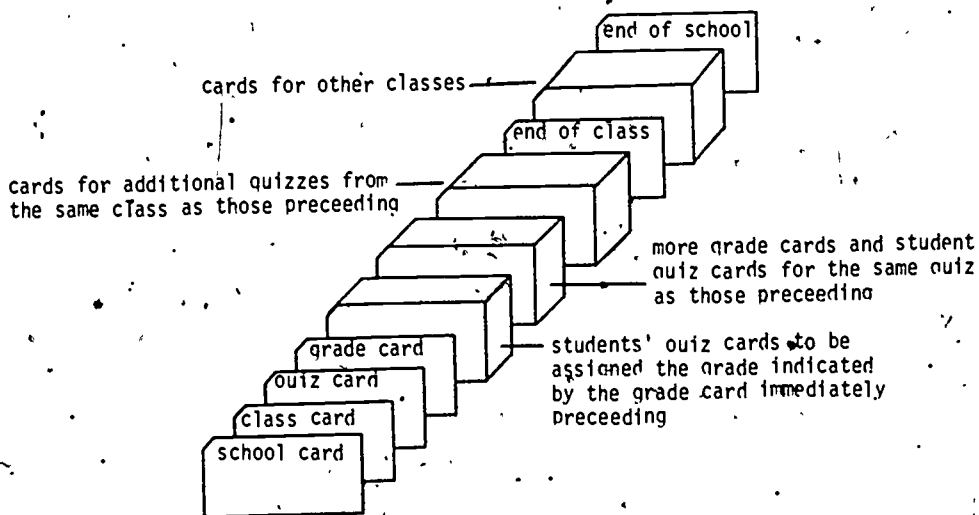 end of school
cards for other classes
end of class
cards for additional quizzes from
the same class as those preceeding
more grade cards and student
quiz cards for the same quiz
as those preceeding
grade card
students' quiz cards to be
assigned the grade indicated
by the grade card immediately
preceeding
quiz card
class card
school card